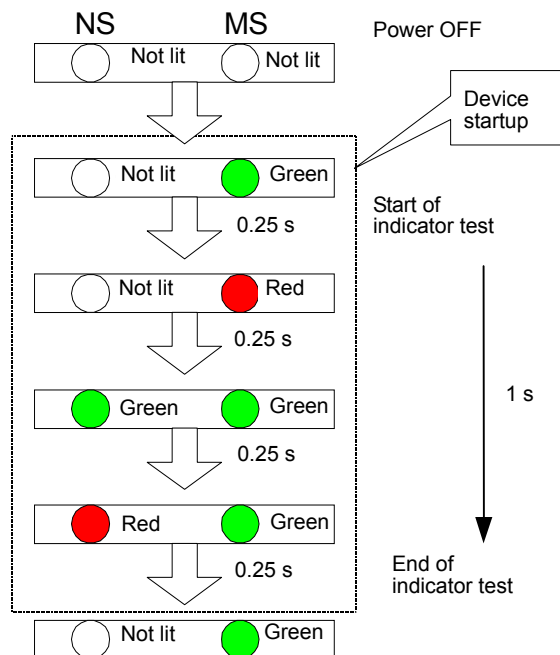 NS MS
Power OFF
Not lit Not lit
Device
startup
Not lit Green
Start of
indicator test
0.25 s
Not lit Red
0.25 s
1 s
Green Green
0.25 s
Red Green
0.25 s
End of
indicator test
Not lit Green